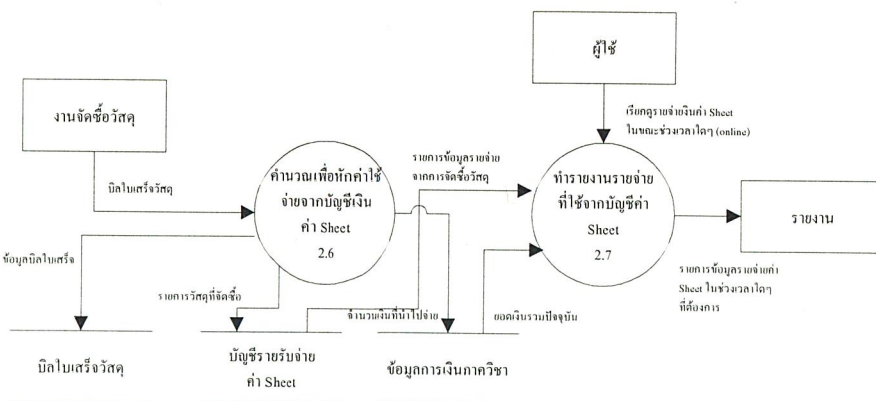 ผู้ใช้
งานจัดซื้อวัสดุ
เรียกดูรายจ่ายเงินค่า Sheet
ในขณะช่วงเวลาใดๆ (online)
บิลใบเสร็จวัสดุ
คำนวณเพื่อหักค่าใช้
จ่ายจากบัญชีเงิน
ค่า Sheet
2.6
รายการข้อมูลรายจ่าย
จากการจัดซื้อวัสดุ
ทำรายงานรายจ่าย
ที่ใช้จากบัญชีค่า
Sheet
2.7
รายงาน
ข้อมูลบิลใบเสร็จ
รายการวัสดุที่จัดซื้อ
จำนวนเงินที่นำไปจ่าย
ยอดเงินรวมปัจจุบัน
รายการข้อมูลรายจ่ายค่า
Sheet ในช่วงเวลาใดๆ
ที่ต้องการ
บิลใบเสร็จวัสดุ
บัญชีรายรับจ่าย
ค่า Sheet
ข้อมูลการเงินภาควิชา